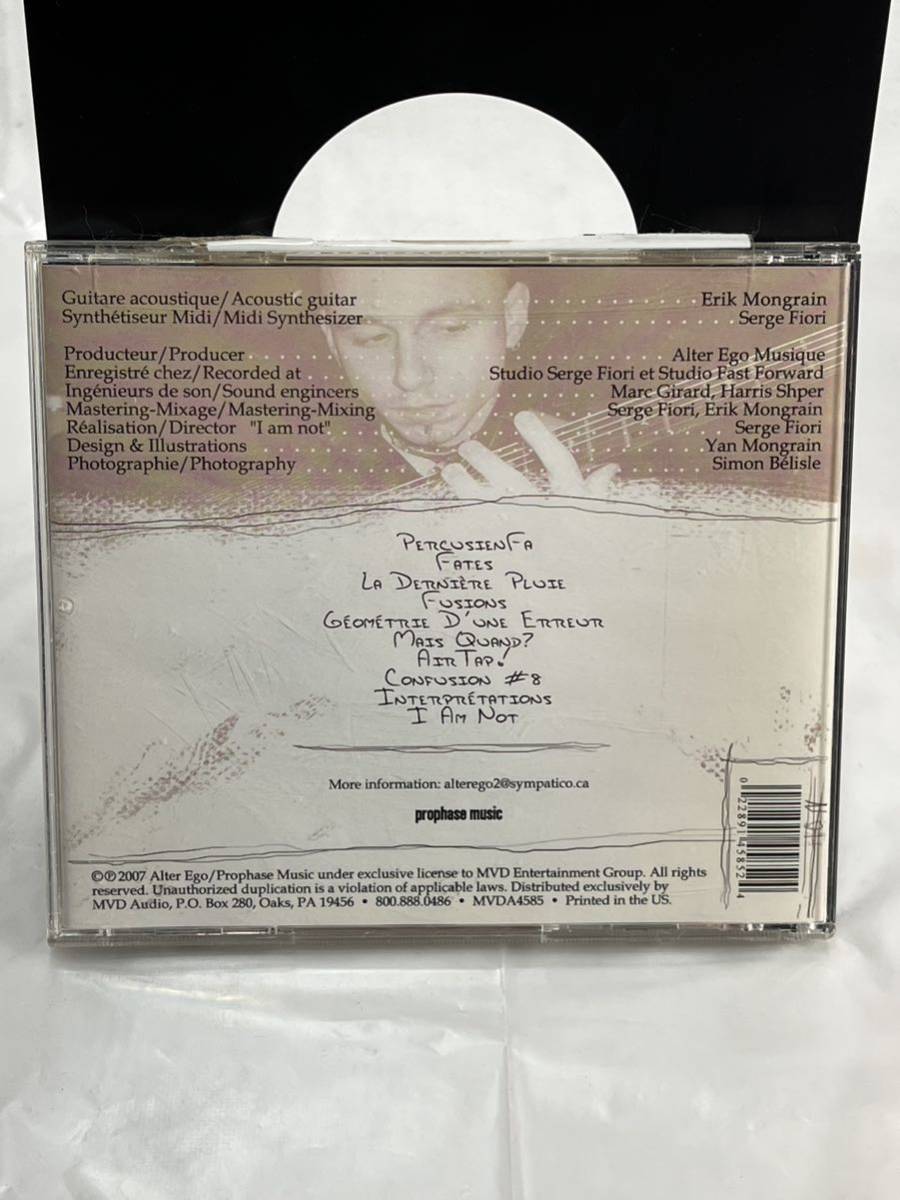 Guitare acoustique/Acoustic guitar Erik Mongrain
Synthétiseur Midi/Midi Synthesizer Serge Fiori
Producteur/Producer Alter Ego Musique
Enregistré chez/Recorded at Studio Serge Fiori et Studio Fast Forward
Ingénieurs de son/Sound engincers Marc Girard, Harris Shper
Mastering-Mixage/Mastering-Mixing Serge Fiori, Erik Mongrain
Réalisation/Director "I am not" Serge Fiori
Design & Illustrations Yan Mongrain
Photographie/Photography Simon Bélisle
PercusienFa
Fates
La Dernière Pluie
Fusions
Géométrie D'une Erreur
Mais Quand?
AirTap!
Confusion #8
Interprétations
I Am Not
More information: alterego2@sympatico.ca
prophase music
©℗2007 Alter Ego/Prophase Music under exclusive license to MVD Entertainment Group. All rights
reserved. Unauthorized duplication is a violation of applicable laws. Distributed exclusively by
MVD Audio, P.O. Box 280, Oaks, PA 19456 • 800.888.0486 • MVDA4585 • Printed in the US.
0 22891 45852 4